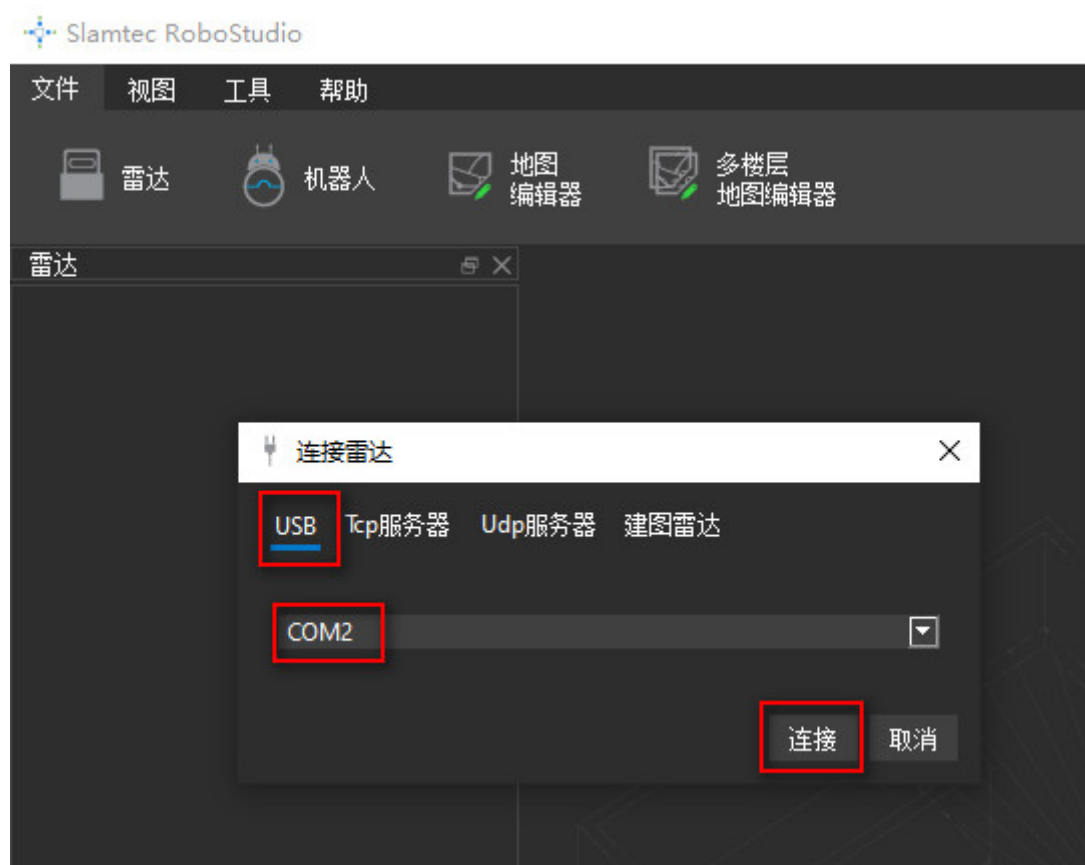 Slamtec RoboStudio
文件 视图 工具 帮助
雷达 机器人 地图 多楼层
编辑器 地图编辑器
雷达
连接雷达
USB Tcp服务器 Udp服务器 建图雷达
COM2
连接 取消